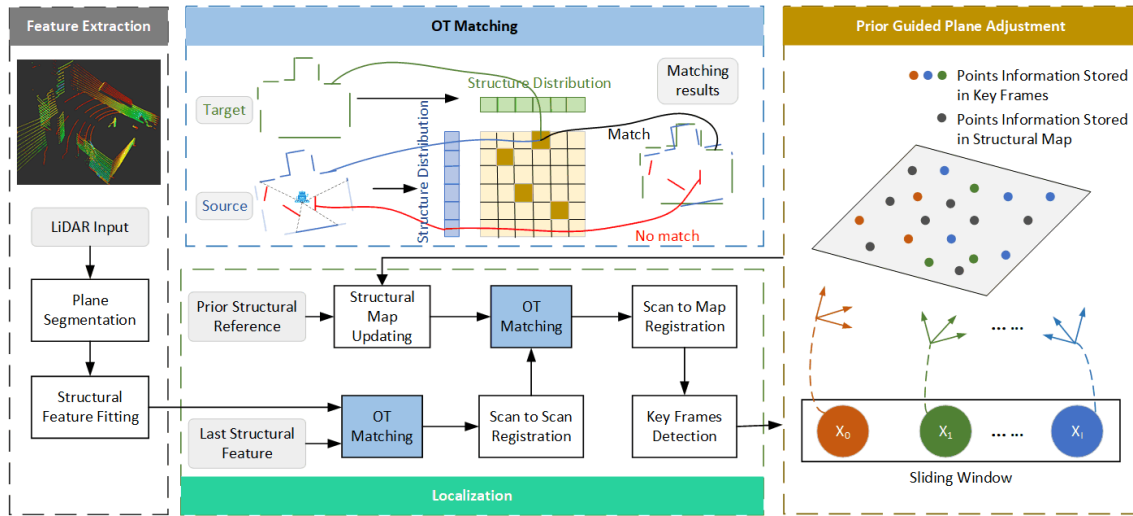 Feature Extraction
LiDAR Input
Plane
Segmentation
Structural
Feature Fitting
OT Matching
Target
Structure Distribution
Structure Distribution
Matching
results
Match
Source
No match
Prior Structural
Reference
Structural
Map
Updating
OT
Matching
Scan to Map
Registration
Last Structural
Feature
OT
Matching
Scan to Scan
Registration
Key Frames
Detection
Localization
Prior Guided Plane Adjustment
Points Information Stored
in Key Frames
Points Information Stored
in Structural Map
... ...
X0
X1
... ...
Xl
Sliding Window